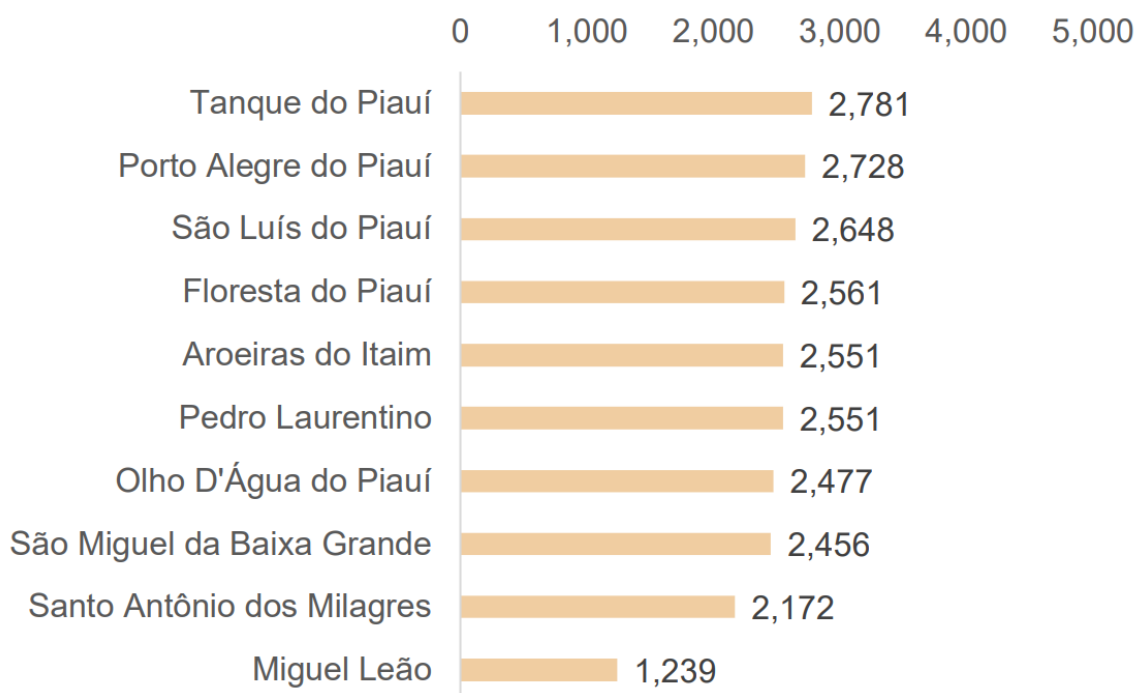 0 1,000 2,000 3,000 4,000 5,000
Tanque do Piauí 2,781
Porto Alegre do Piauí 2,728
São Luís do Piauí 2,648
Floresta do Piauí 2,561
Aroeiras do Itaim 2,551
Pedro Laurentino 2,551
Olho D'Água do Piauí 2,477
São Miguel da Baixa Grande 2,456
Santo Antônio dos Milagres 2,172
Miguel Leão 1,239